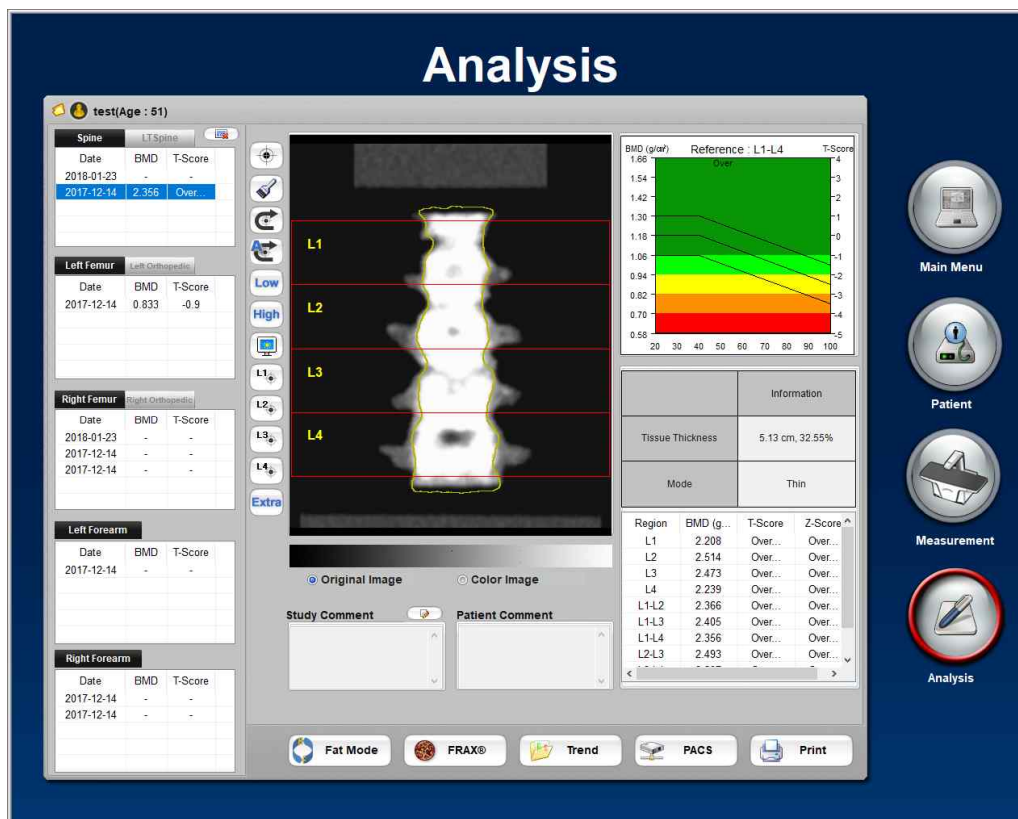 Analysis
test(Age : 51)
Spine LTSpine
Date BMD T-Score
2018-01-23 - -
2017-12-14 2.356 Over...
Left Femur Left Orthopedic
Date BMD T-Score
2017-12-14 0.833 -0.9
Right Femur Right Orthopedic
Date BMD T-Score
2018-01-23 - -
2017-12-14 - -
2017-12-14 - -
Left Forearm
Date BMD T-Score
2017-12-14 - -
Right Forearm
Date BMD T-Score
2017-12-14 - -
2017-12-14 - -
A
Low
High
L1
L2
L3
L4
Extra
L1
L2
L3
L4
Original Image Color Image
Study Comment Patient Comment
BMD (g/㎠) Reference : L1-L4 T-Score
Over
1.66 4
1.54 3
1.42 2
1.30 1
1.18 0
1.06 -1
0.94 -2
0.82 -3
0.70 -4
0.58 -5
20 30 40 50 60 70 80 90 100
Information
Tissue Thickness 5.13 cm, 32.55%
Mode Thin
Region BMD (g... T-Score Z-Score
L1 2.208 Over... Over...
L2 2.514 Over... Over...
L3 2.473 Over... Over...
L4 2.239 Over... Over...
L1-L2 2.366 Over... Over...
L1-L3 2.405 Over... Over...
L1-L4 2.356 Over... Over...
L2-L3 2.493 Over... Over...
Fat Mode FRAX® Trend PACS Print
Main Menu
Patient
Measurement
Analysis